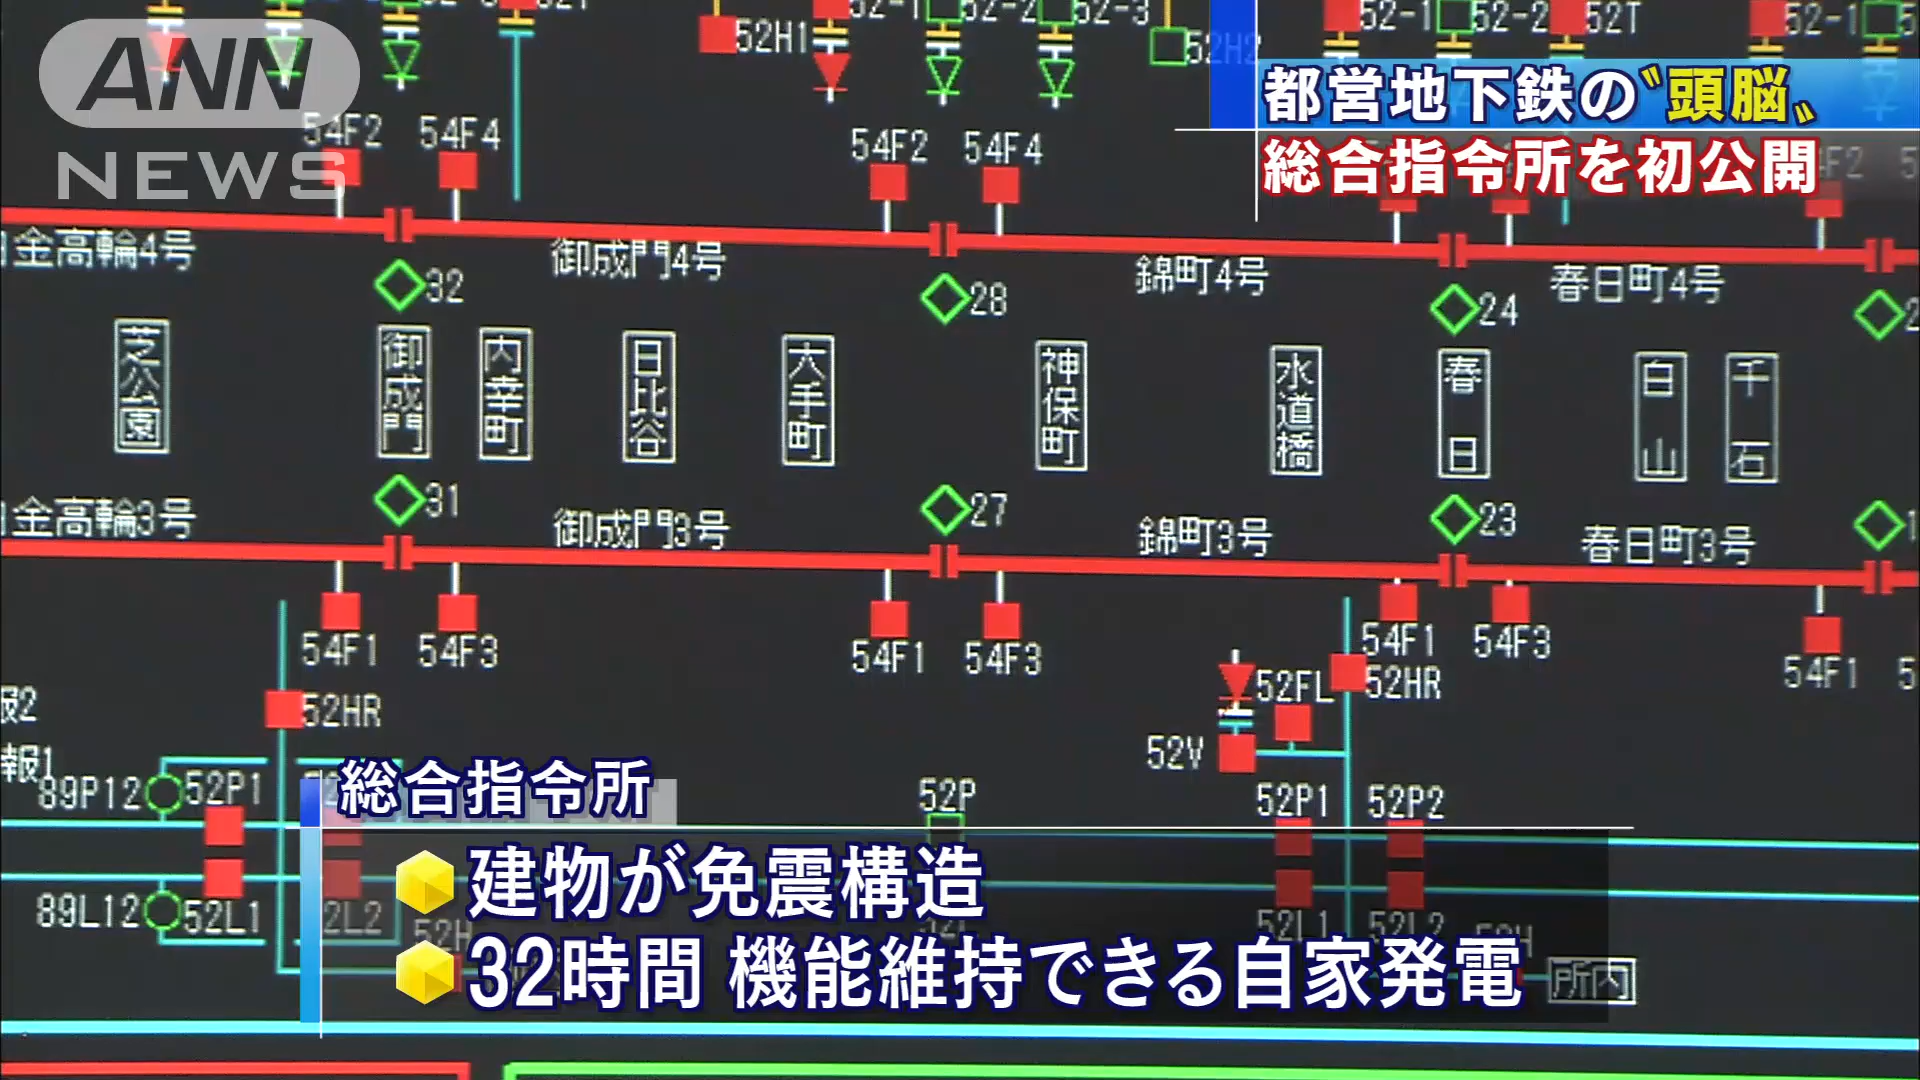 ANN
NEWS
都営地下鉄の〝頭脳〟
総合指令所を初公開
52H1
52-1
52-2
52-3
52-1
52-2
52T
52-1
54F2
54F4
54F2
54F4
金高輪4号
御成門4号
錦町4号
春日町4号
32
28
24
芝公園
御成門
内幸町
日比谷
大手町
神保町
水道橋
春日
白山
千石
31
27
23
金高輪3号
御成門3号
錦町3号
春日町3号
54F1
54F3
54F1
54F3
54F1
54F3
54F1
52HR
52FL
52HR
報2
報1
52V
89P12
52P1
52P
52P1
52P2
総合指令所
建物が免震構造
89L12
52L1
52L1
52L2
32時間 機能維持できる自家発電
所内